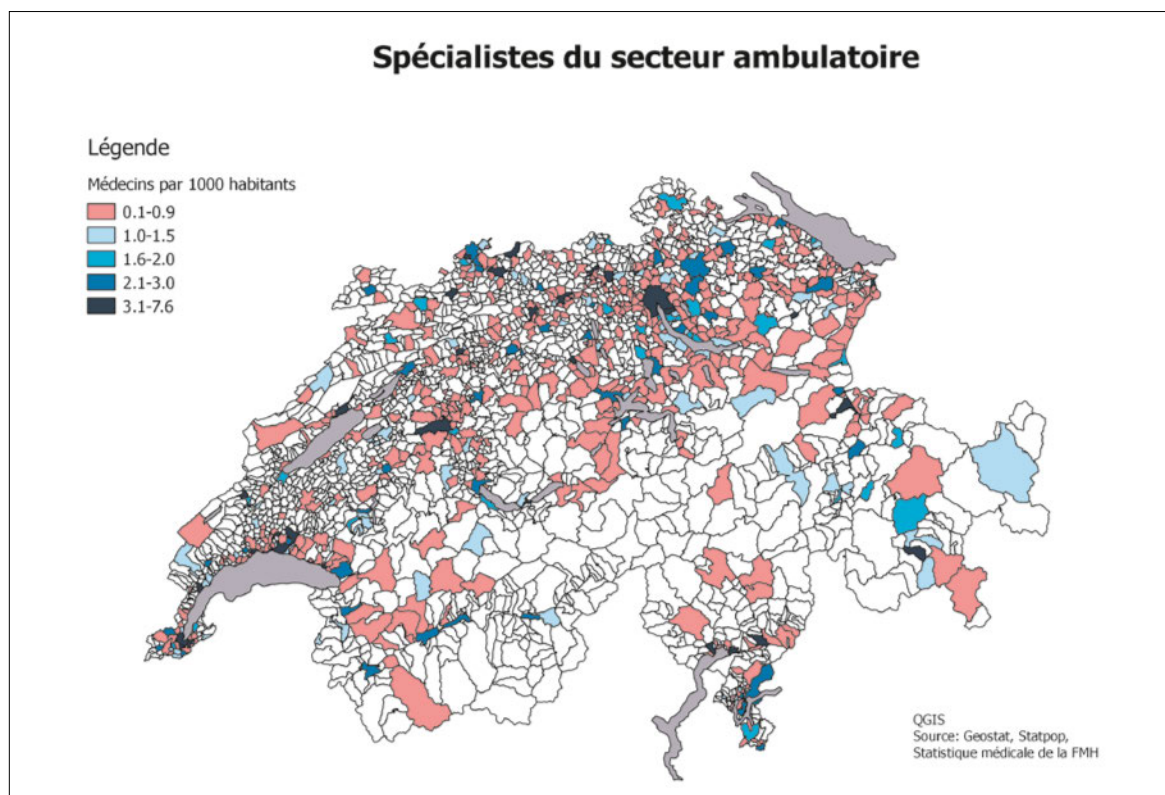 Spécialistes du secteur ambulatoire
Légende
Médecins par 1000 habitants
0.1-0.9
1.0-1.5
1.6-2.0
2.1-3.0
3.1-7.6
QGIS
Source: Geostat, Statpop,
Statistique médicale de la FMH